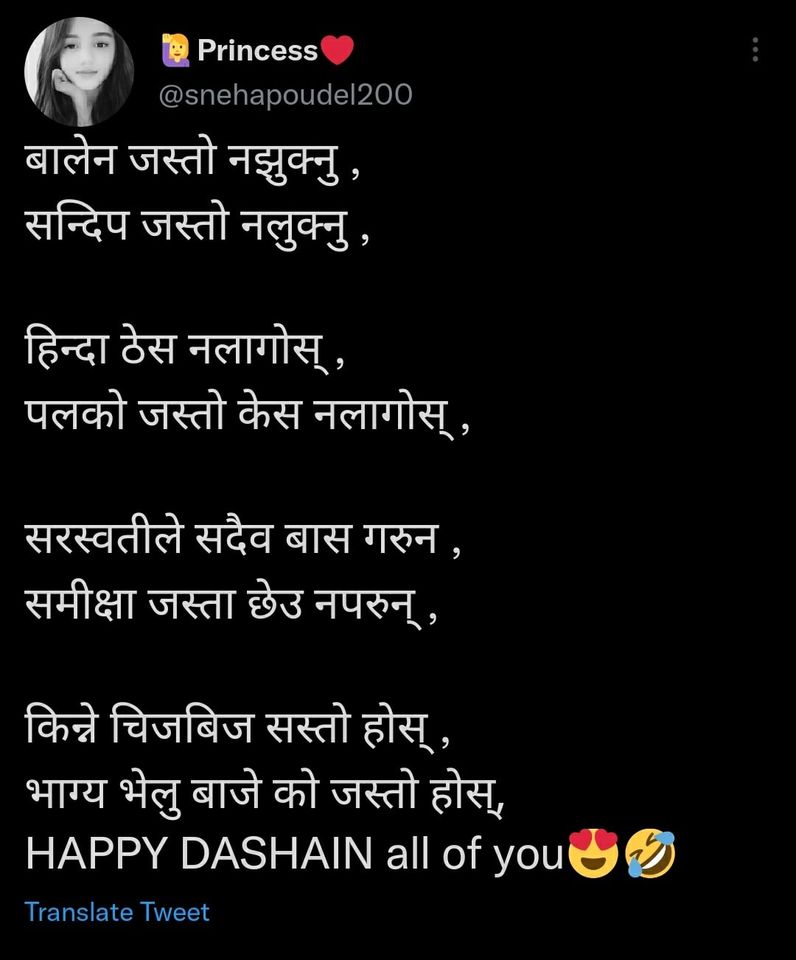 🙋‍♀️Princess❤️
@snehapoudel200
बालेन जस्तो नझुक्नु ,
सन्दिप जस्तो नलुक्नु ,
हिन्दा ठेस नलागोस् ,
पलको जस्तो केस नलागोस् ,
सरस्वतीले सदैव बास गरुन ,
समीक्षा जस्ता छेउ नपरुन् ,
किन्ने चिजबिज सस्तो होस् ,
भाग्य भेलु बाजे को जस्तो होस्,
HAPPY DASHAIN all of you😍🤣
Translate Tweet